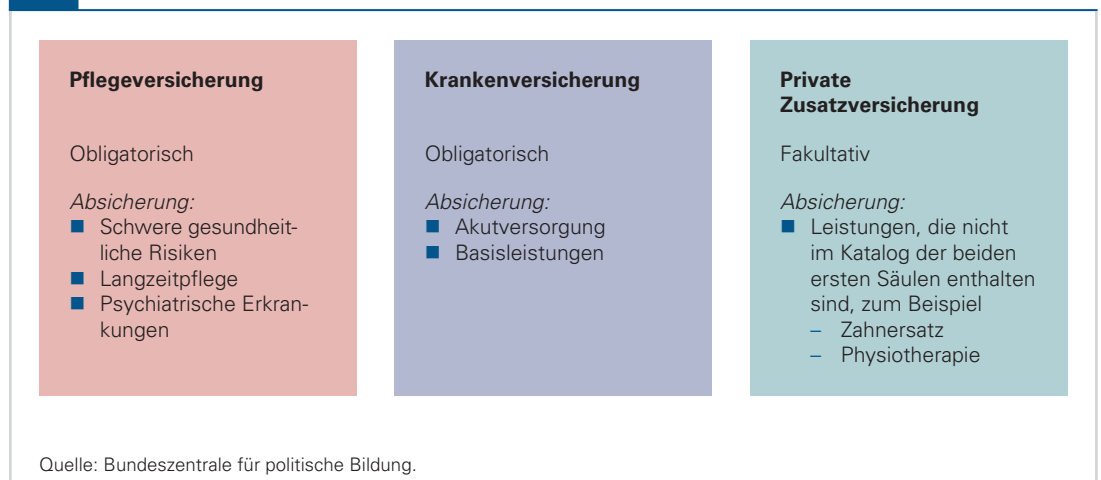 Pflegeversicherung
Obligatorisch
Absicherung:
■ Schwere gesundheit-
liche Risiken
■ Langzeitpflege
■ Psychiatrische Erkran-
kungen
Krankenversicherung
Obligatorisch
Absicherung:
■ Akutversorgung
■ Basisleistungen
Private
Zusatzversicherung
Fakultativ
Absicherung:
■ Leistungen, die nicht
im Katalog der beiden
ersten Säulen enthalten
sind, zum Beispiel
– Zahnersatz
– Physiotherapie
Quelle: Bundeszentrale für politische Bildung.